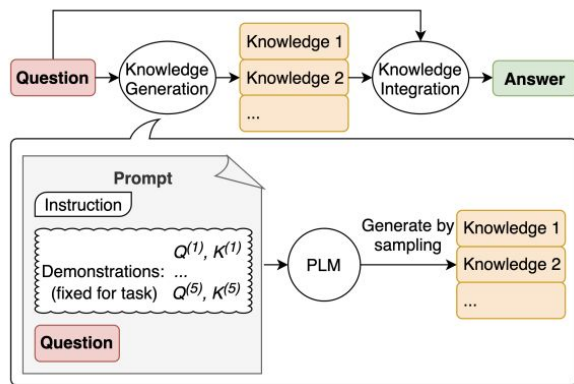 Question
Knowledge
Generation
Knowledge 1
Knowledge 2
...
Knowledge
Integration
Answer
Prompt
Instruction
Q(1), K(1)
Demonstrations: ...
(fixed for task) Q(5), K(5)
Question
PLM
Generate by
sampling
Knowledge 1
Knowledge 2
...